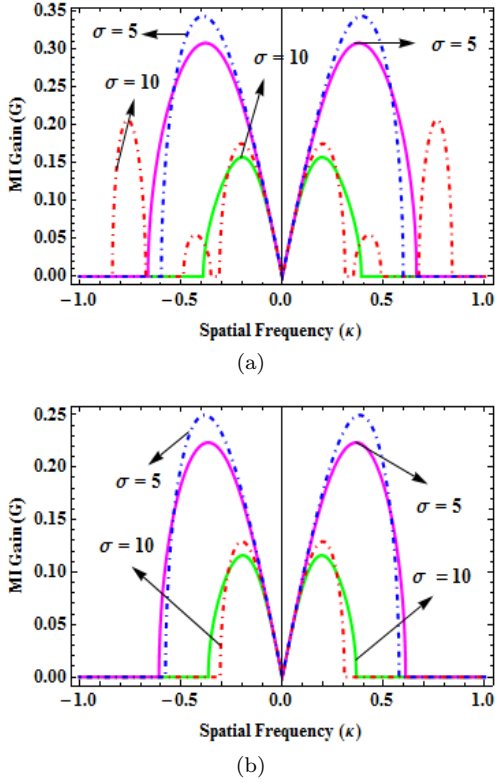 0.35
0.30
0.25
0.20
0.15
0.10
0.05
0.00
MI Gain (G)
σ = 5
σ = 5
σ = 10
σ = 10
−1.0 −0.5 0.0 0.5 1.0
Spatial Frequency (κ)
(a)
0.25
0.20
0.15
0.10
0.05
0.00
MI Gain (G)
σ = 5
σ = 5
σ = 10
σ = 10
−1.0 −0.5 0.0 0.5 1.0
Spatial Frequency (κ)
(b)